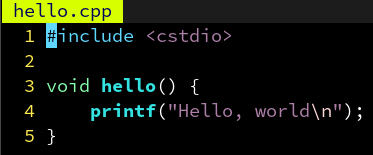 hello.cpp
1 #include <cstdio>
2
3 void hello() {
4     printf("Hello, world\n");
5 }